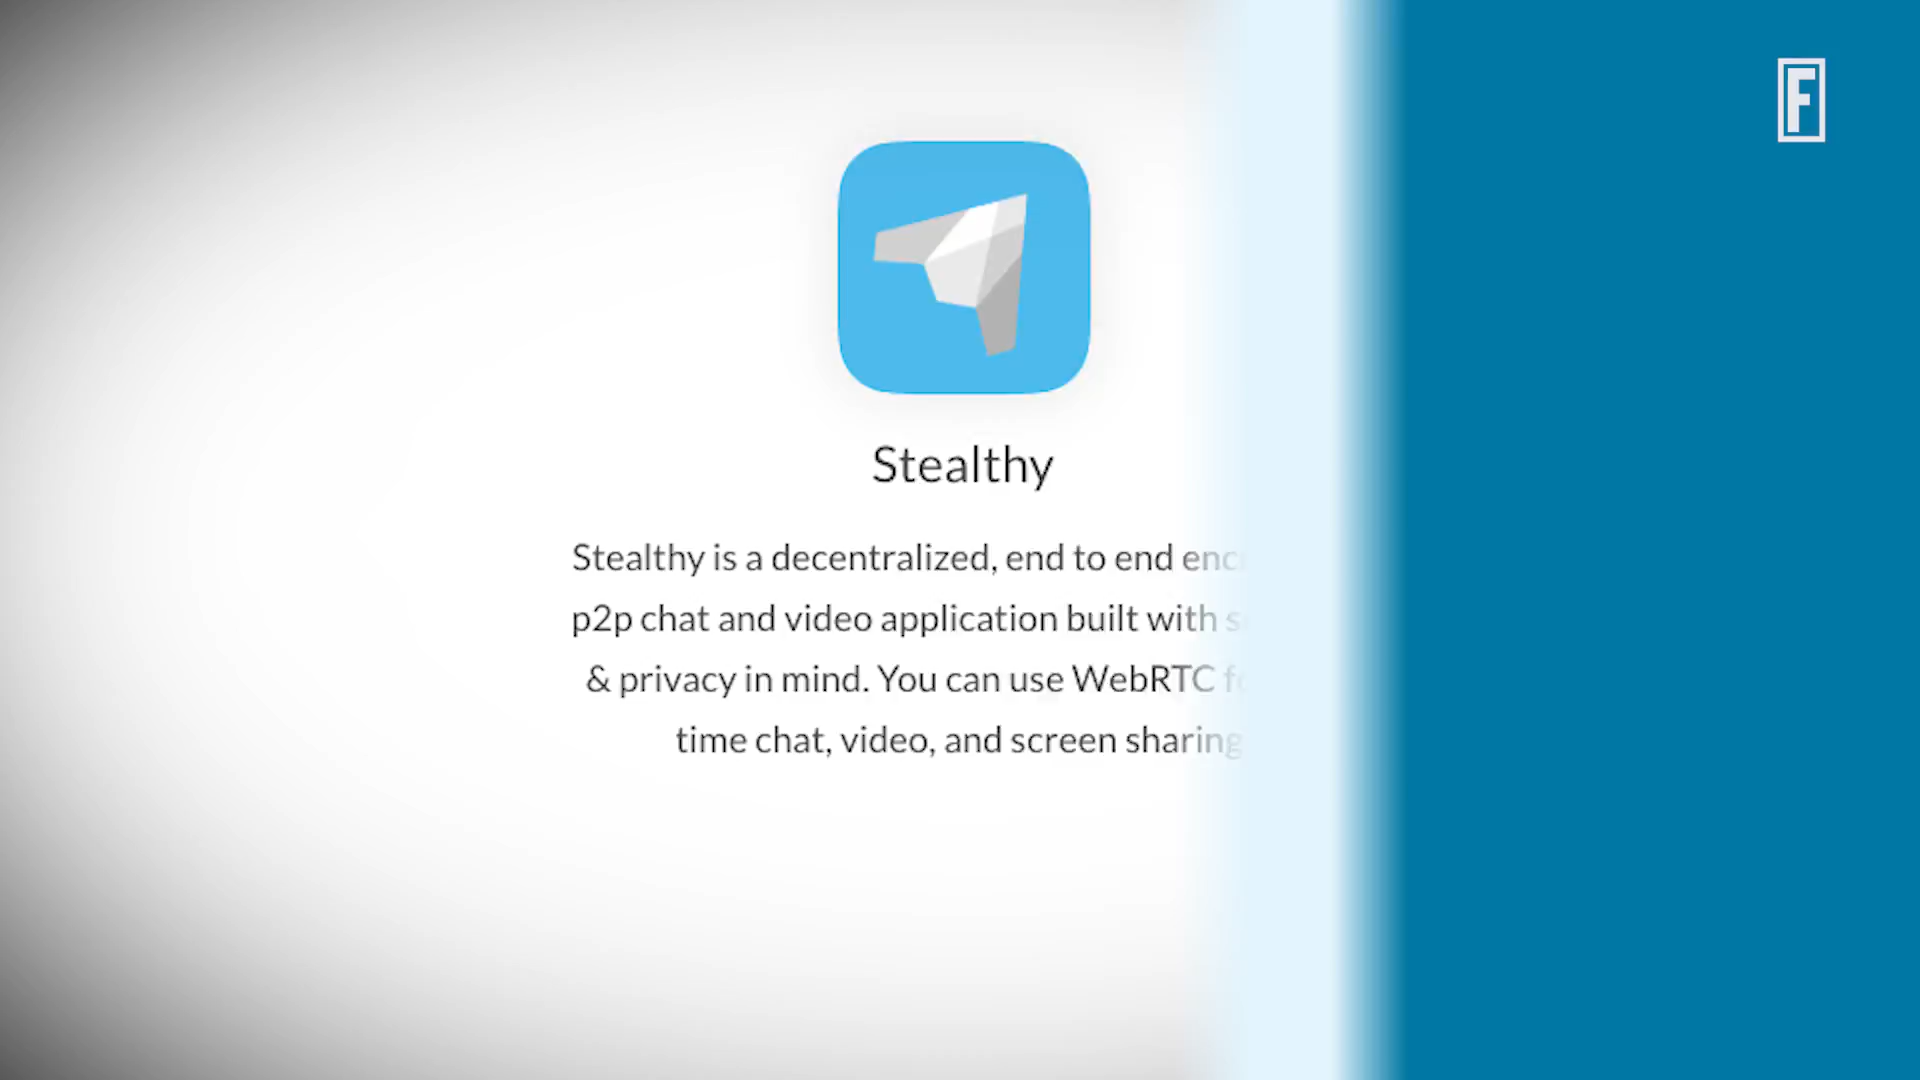 F
Stealthy
Stealthy is a decentralized, end to end
p2p chat and video application built with
& privacy in mind. You can use WebRTC
time chat, video, and screen sharing